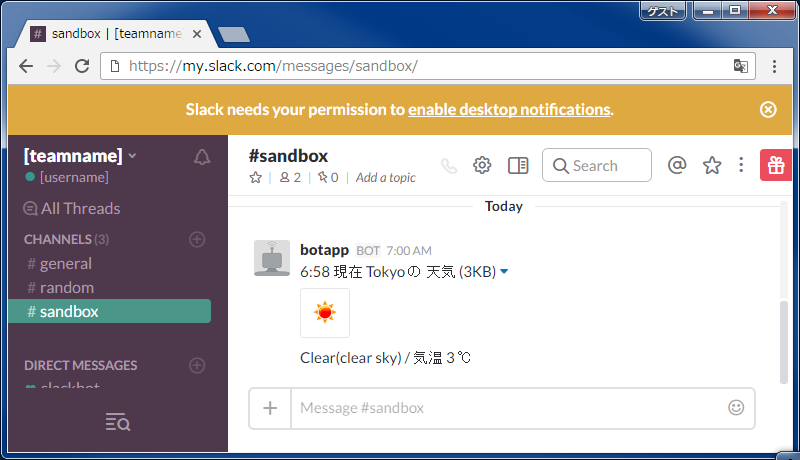 ゲスト
sandbox | [teamname
https://my.slack.com/messages/sandbox/
Slack needs your permission to enable desktop notifications.
[teamname]
[username]
All Threads
CHANNELS (3)
# general
# random
# sandbox
DIRECT MESSAGES
slackbot
#sandbox
2 | 0 | Add a topic
Search
Today
botapp BOT 7:00 AM
6:58 現在 Tokyoの 天気 (3KB)
Clear(clear sky) / 気温 3 ℃
Message #sandbox